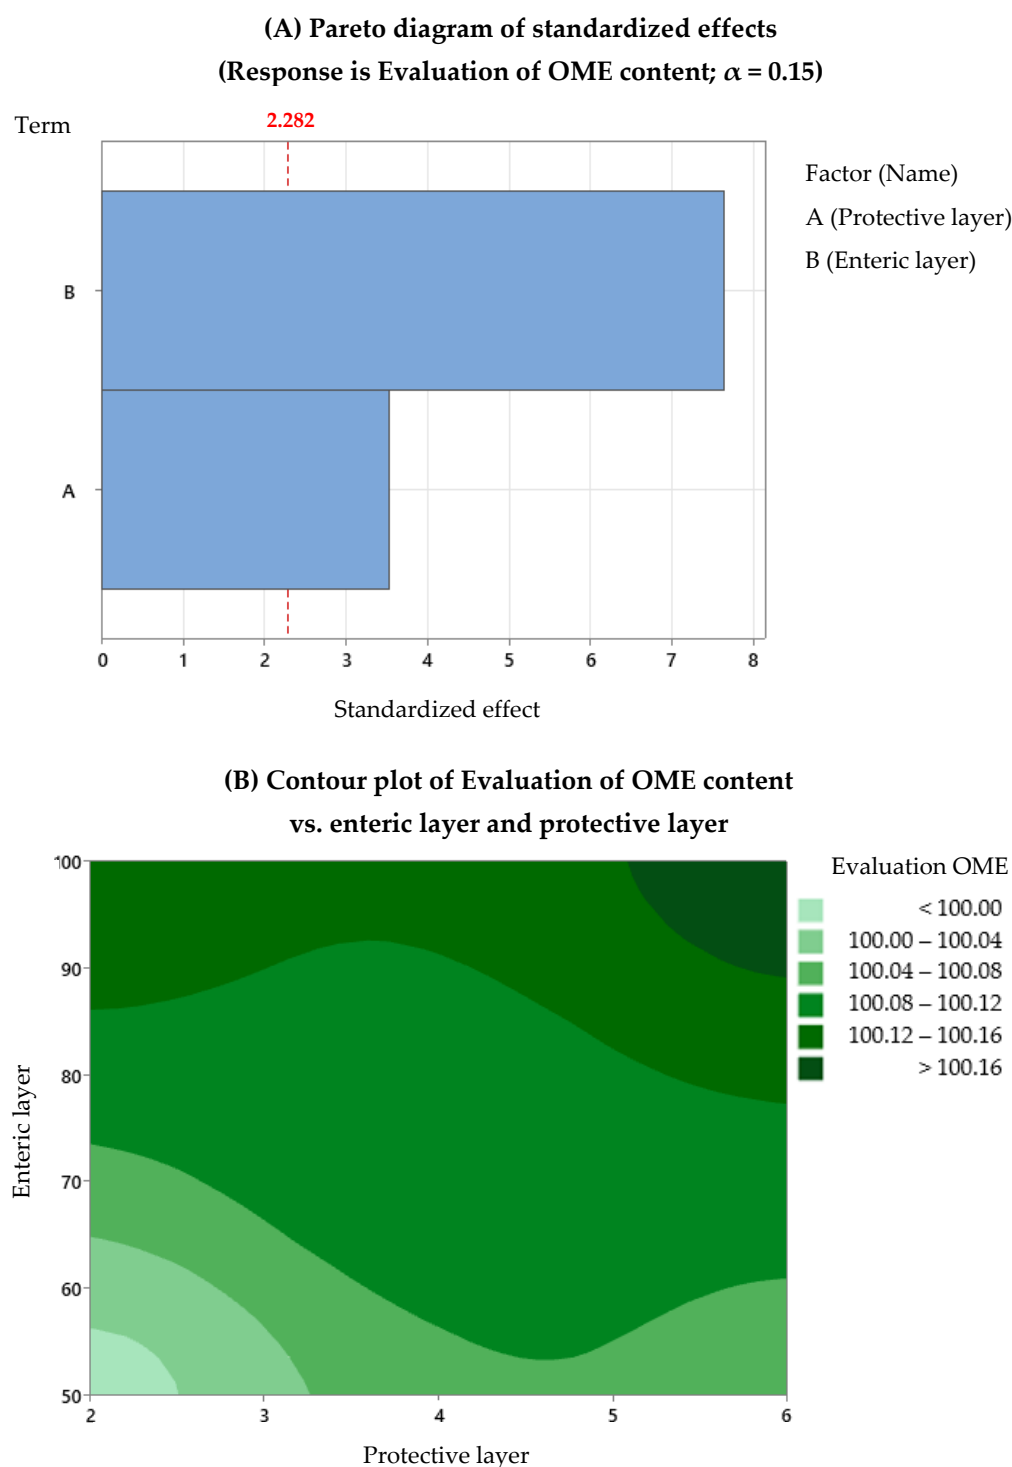 (A) Pareto diagram of standardized effects
(Response is Evaluation of OME content; α = 0.15)
Term
2.282
Factor (Name)
A (Protective layer)
B (Enteric layer)
B
A
0 1 2 3 4 5 6 7 8
Standardized effect
(B) Contour plot of Evaluation of OME content
vs. enteric layer and protective layer
Evaluation OME
< 100.00
100.00 – 100.04
100.04 – 100.08
100.08 – 100.12
100.12 – 100.16
> 100.16
Enteric layer
100
90
80
70
60
50
2 3 4 5 6
Protective layer